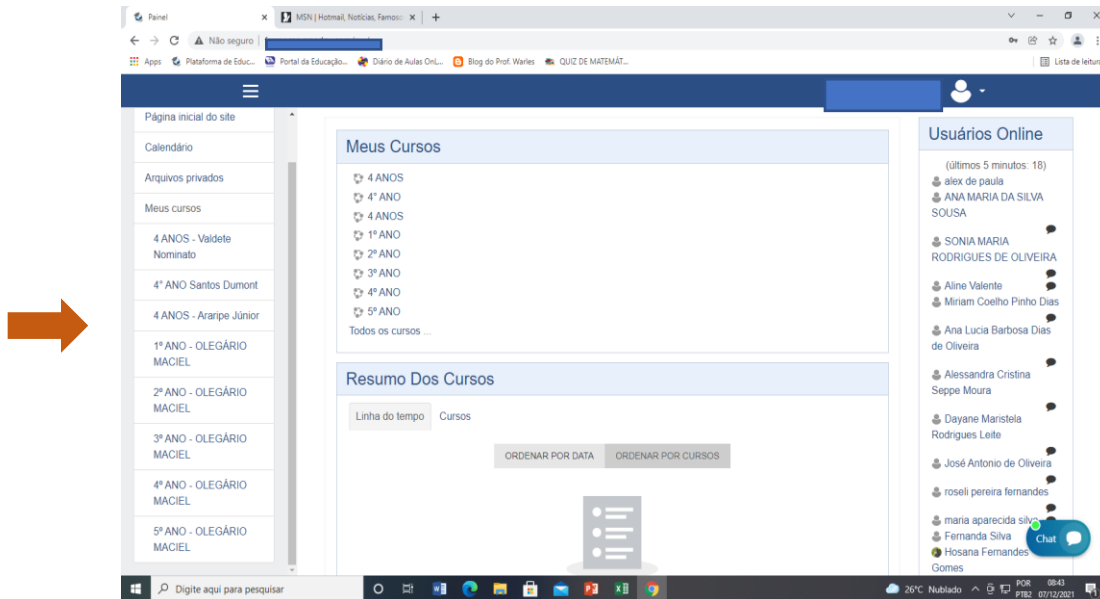 Painel
MSN | Hotmail, Notícias, Famoso
Não seguro
Apps
Plataforma de Educ...
Portal da Educação...
Diário de Aulas OnL...
Blog do Prof. Warles
QUIZ DE MATEMÁT...
Lista de leitura
Página inicial do site
Calendário
Arquivos privados
Meus cursos
4 ANOS - Valdete
Nominato
4° ANO Santos Dumont
4 ANOS - Araripe Júnior
1º ANO - OLEGÁRIO
MACIEL
2º ANO - OLEGÁRIO
MACIEL
3º ANO - OLEGÁRIO
MACIEL
4º ANO - OLEGÁRIO
MACIEL
5º ANO - OLEGÁRIO
MACIEL
Meus Cursos
4 ANOS
4° ANO
4 ANOS
1º ANO
2º ANO
3º ANO
4º ANO
5º ANO
Todos os cursos ...
Resumo Dos Cursos
Linha do tempo
Cursos
ORDENAR POR DATA
ORDENAR POR CURSOS
Usuários Online
(últimos 5 minutos: 18)
alex de paula
ANA MARIA DA SILVA
SOUSA
SONIA MARIA
RODRIGUES DE OLIVEIRA
Aline Valente
Miriam Coelho Pinho Dias
Ana Lucia Barbosa Dias
de Oliveira
Alessandra Cristina
Seppe Moura
Dayane Maristela
Rodrigues Leite
José Antonio de Oliveira
roseli pereira fernandes
maria aparecida silva
Fernanda Silva
Hosana Fernandes
Gomes
Chat
Digite aqui para pesquisar
26°C Nublado
POR
PTB2
08:43
07/12/2021